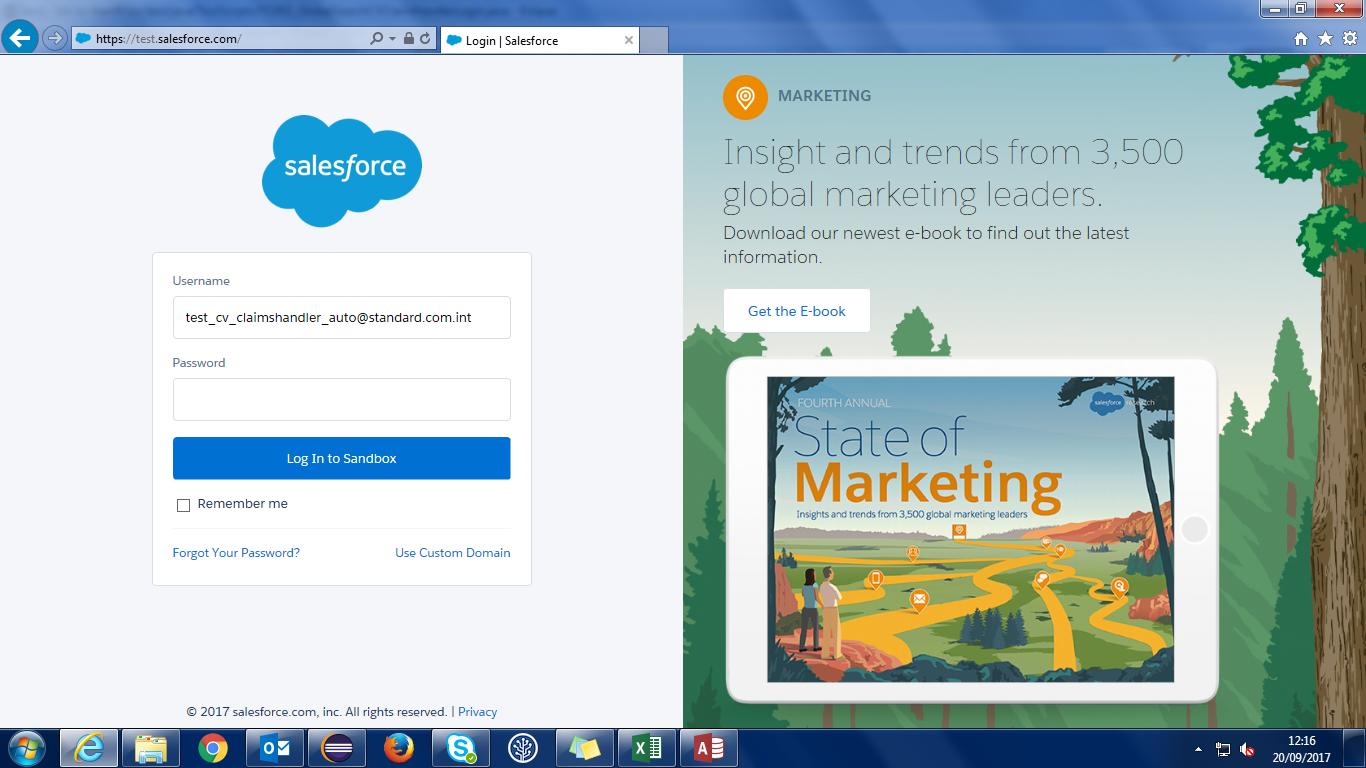 https://test.salesforce.com/
Login | Salesforce
salesforce
Username
test_cv_claimshandler_auto@standard.com.int
Password
Log In to Sandbox
Remember me
Forgot Your Password?
Use Custom Domain
© 2017 salesforce.com, inc. All rights reserved. | Privacy
MARKETING
Insight and trends from 3,500
global marketing leaders.
Download our newest e-book to find out the latest
information.
Get the E-book
FOURTH ANNUAL
salesforce research
State of
Marketing
Insights and trends from 3,500 global marketing leaders
12:16
20/09/2017